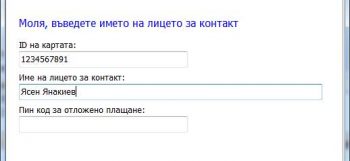 Моля, въведете името на лицето за контакт
ID на картата:
1234567891
Име на лицето за контакт:
Ясен Янакиев
Пин код за отложено плащане: